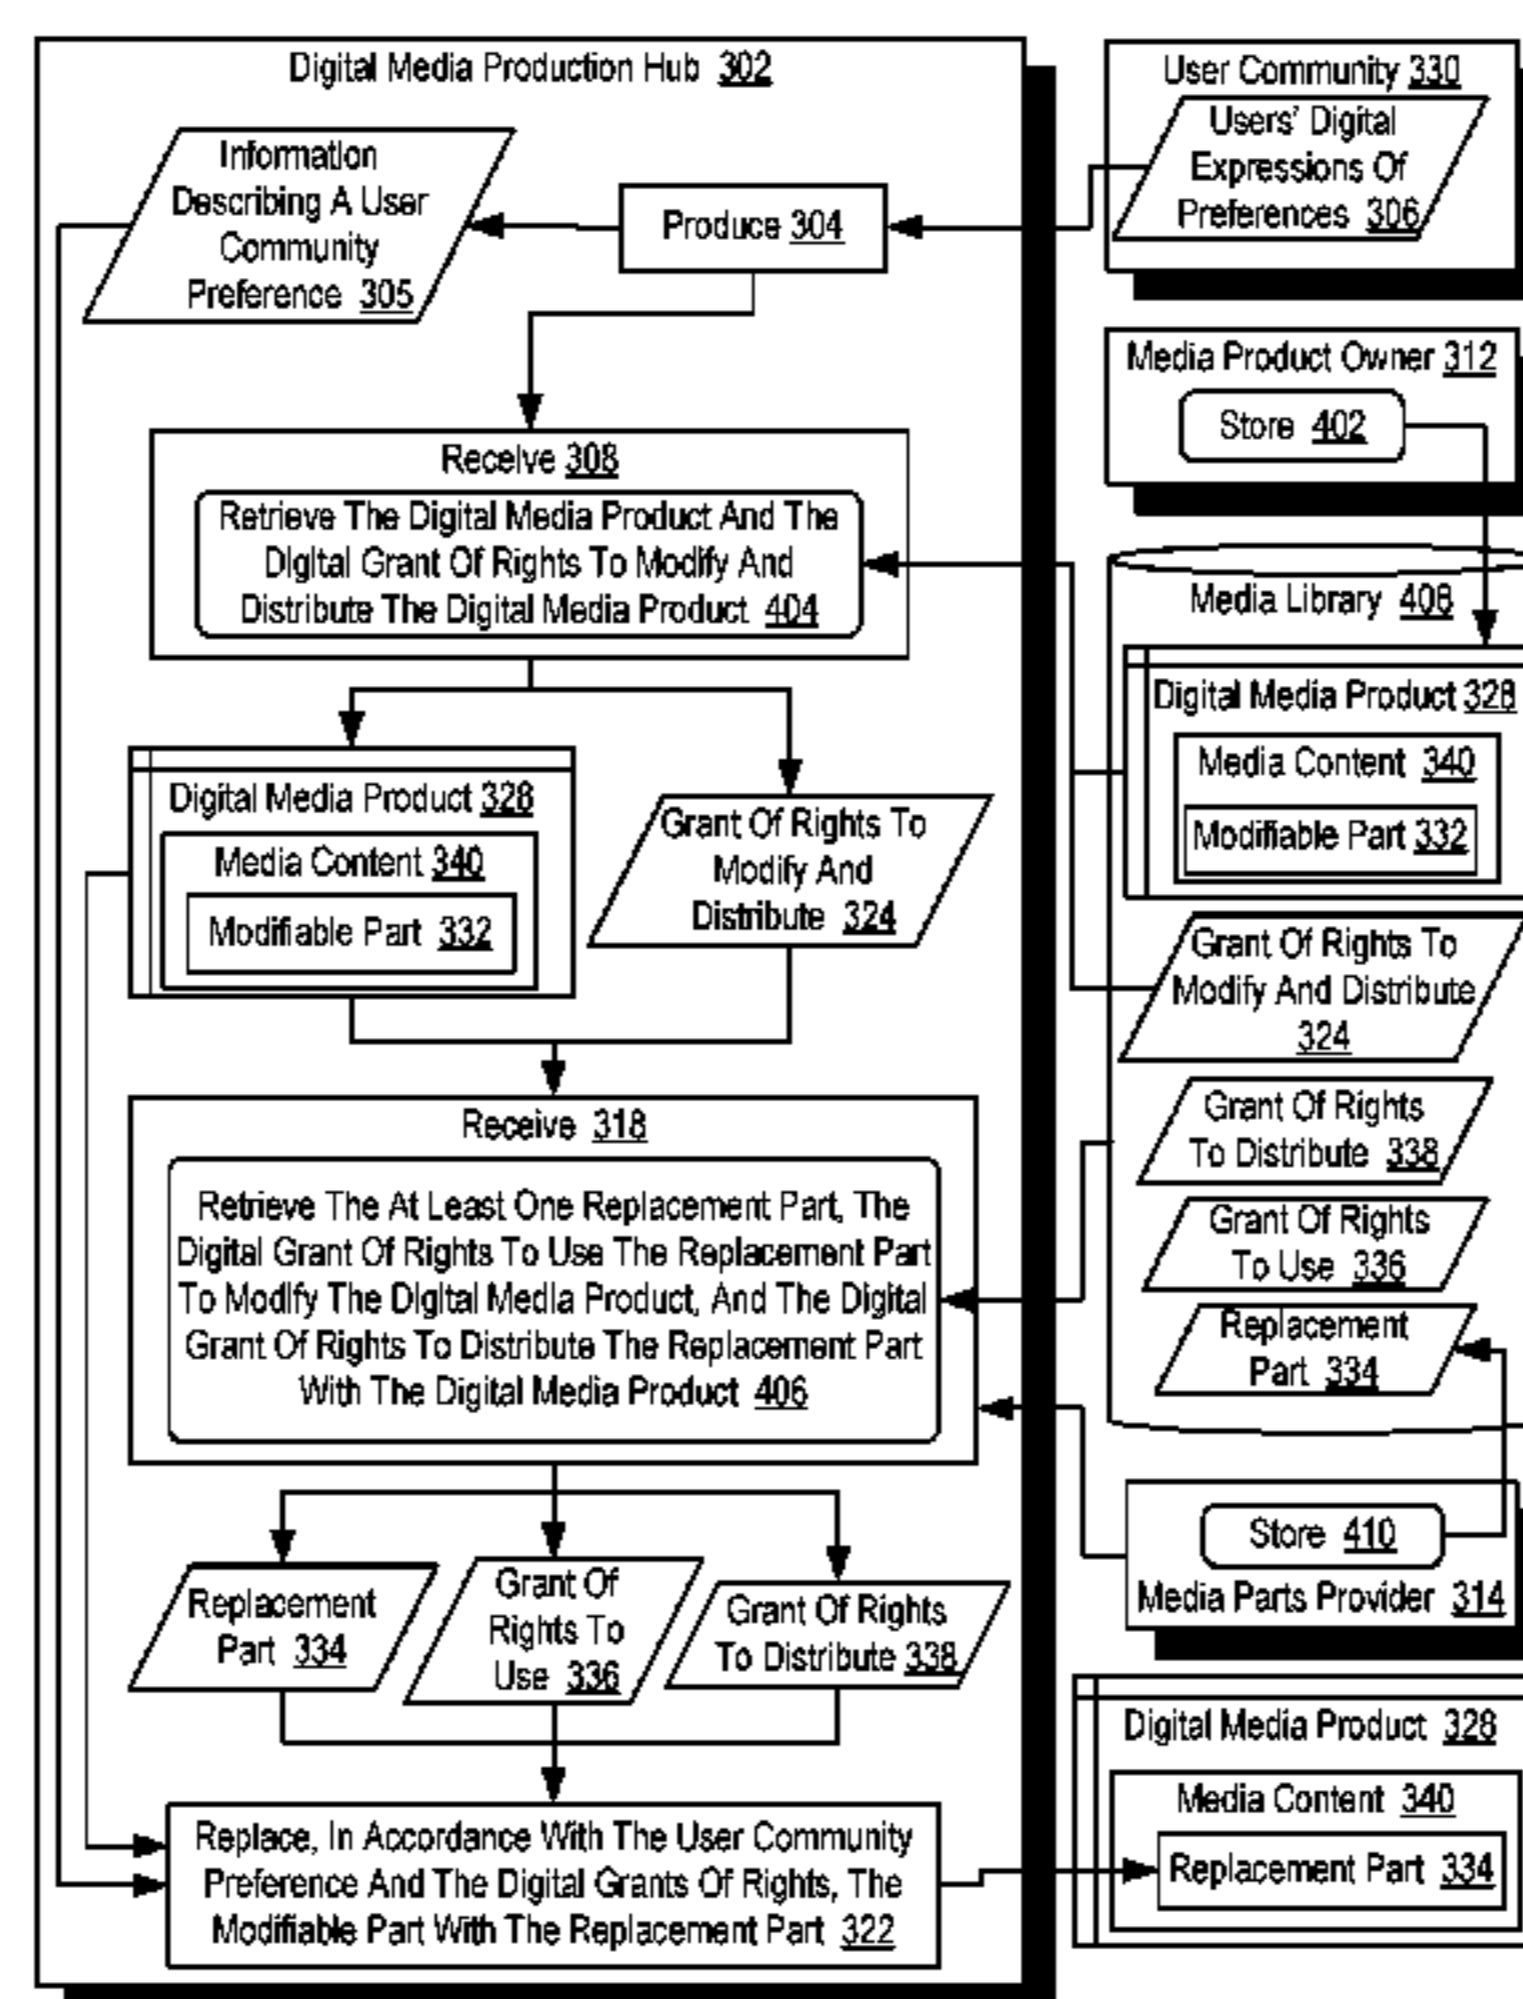 Digital Media Production Hub 302
Information
Describing A User
Community
Preference 305
Produce 304
Receive 308
Retrieve The Digital Media Product And The
Digital Grant Of Rights To Modify And
Distribute The Digital Media Product 404
Digital Media Product 328
Media Content 340
Modifiable Part 332
Grant Of Rights To
Modify And
Distribute 324
Receive 318
Retrieve The At Least One Replacement Part, The
Digital Grant Of Rights To Use The Replacement Part
To Modify The Digital Media Product, And The Digital
Grant Of Rights To Distribute The Replacement Part
With The Digital Media Product 406
Replacement
Part 334
Grant Of
Rights To
Use 336
Grant Of Rights
To Distribute 338
Replace, In Accordance With The User Community
Preference And The Digital Grants Of Rights, The
Modifiable Part With The Replacement Part 322
User Community 330
Users' Digital
Expressions Of
Preferences 306
Media Product Owner 312
Store 402
Media Library 408
Digital Media Product 328
Media Content 340
Modifiable Part 332
Grant Of Rights To
Modify And Distribute
324
Grant Of Rights
To Distribute 338
Grant Of Rights
To Use 336
Replacement
Part 334
Store 410
Media Parts Provider 314
Digital Media Product 328
Media Content 340
Replacement Part 334